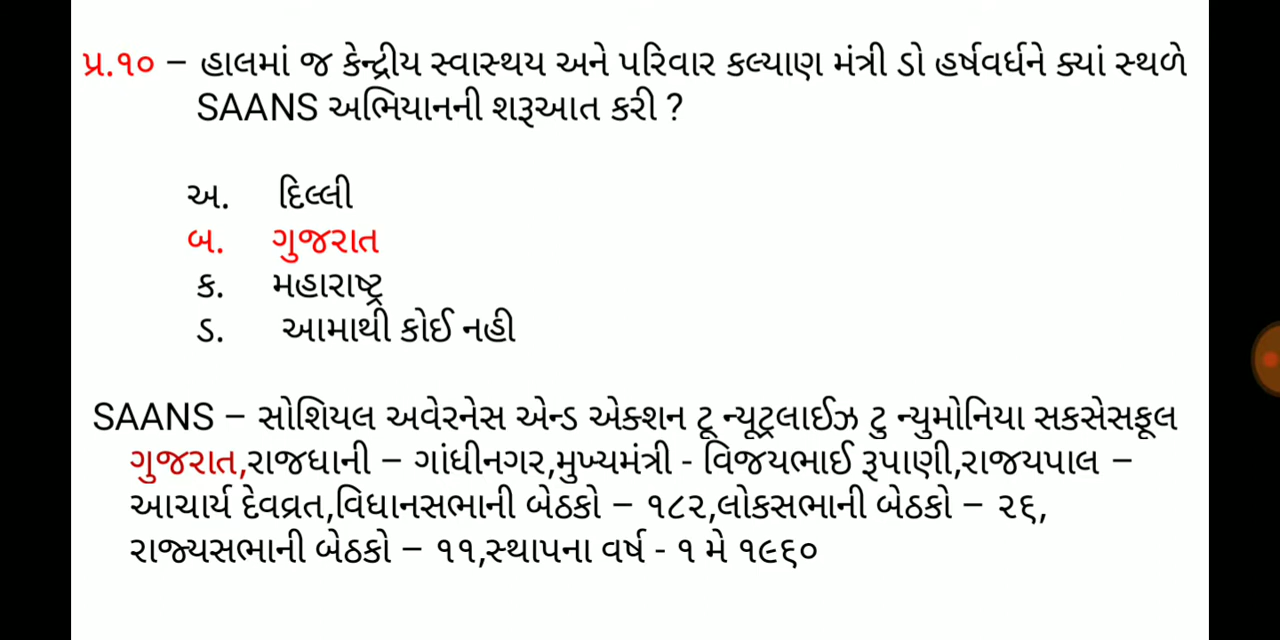 પ્ર.૧૦ – હાલમાં જ કેન્દ્રીય સ્વાસ્થય અને પરિવાર કલ્યાણ મંત્રી ડો હર્ષવર્ધને ક્યાં સ્થળે
SAANS અભિયાનની શરૂઆત કરી ?
અ. દિલ્લી
બ. ગુજરાત
ક. મહારાષ્ટ્ર
ડ. આમાથી કોઈ નહી
SAANS – સોશિયલ અવેરનેસ એન્ડ એક્શન ટૂ ન્યૂટ્રલાઈઝ ટુ ન્યુમોનિયા સકસેસફૂલ
ગુજરાત,રાજધાની – ગાંધીનગર,મુખ્યમંત્રી - વિજયભાઈ રૂપાણી,રાજયપાલ –
આચાર્ય દેવવ્રત,વિધાનસભાની બેઠકો – ૧૮૨,લોકસભાની બેઠકો – ૨૬,
રાજ્યસભાની બેઠકો – ૧૧,સ્થાપના વર્ષ - ૧ મે ૧૯૬૦